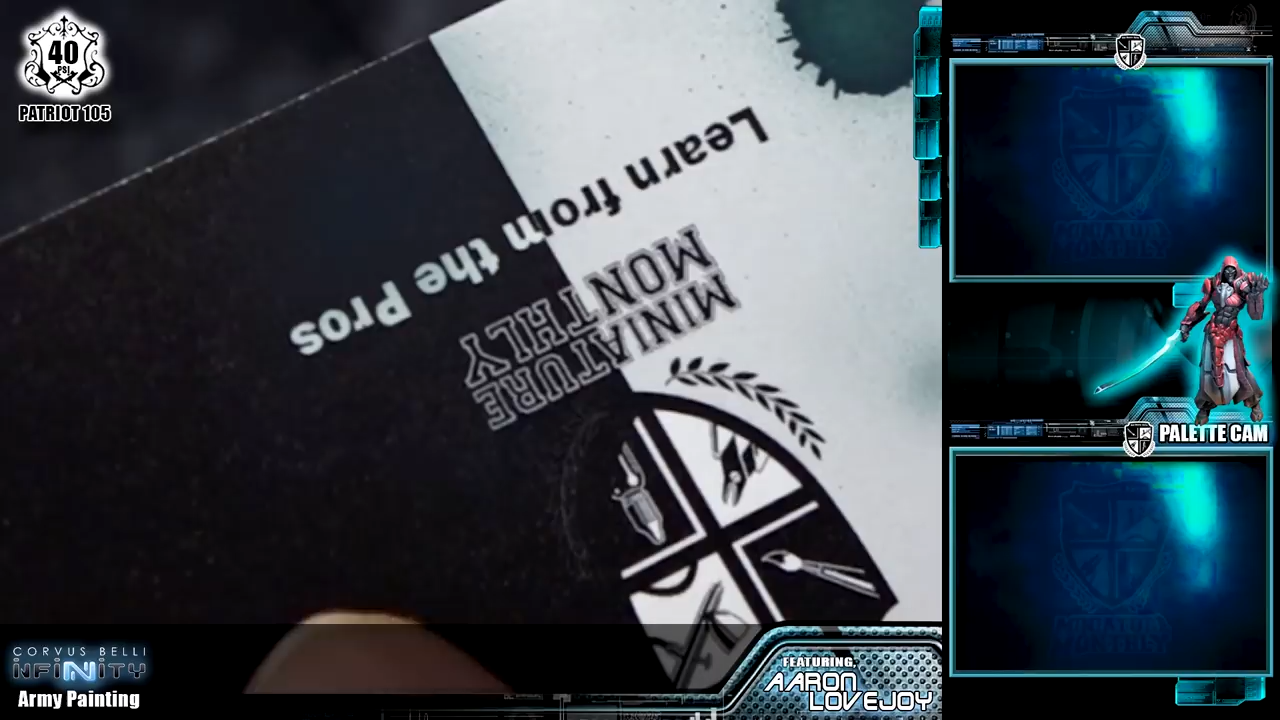 40
PSI
PATRIOT 105
Learn from the Pros
MINIATURE
MONTHLY
PALETTE CAM
CORVUS BELLI
INFINITY
Army Painting
FEATURING,
AARON
LOVEJOY